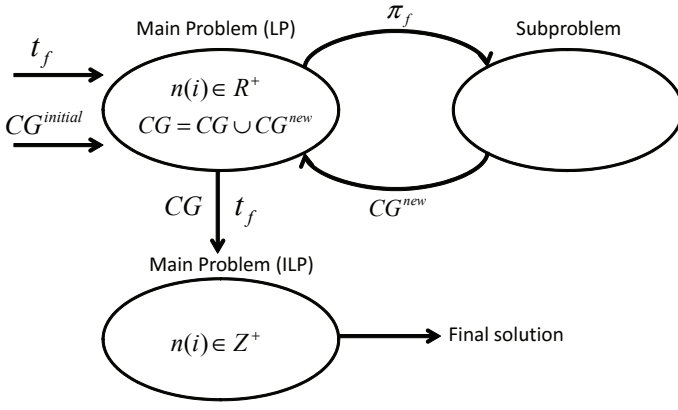 Main Problem (LP)
π_f
Subproblem
t_f
n(i) ∈ R^+
CG^initial
CG = CG ∪ CG^new
CG^new
CG t_f
Main Problem (ILP)
n(i) ∈ Z^+
Final solution